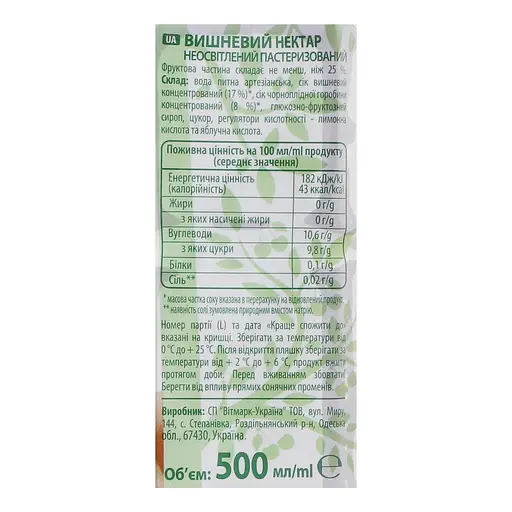 UA ВИШНЕВИЙ НЕКТАР
НЕОСВІТЛЕНИЙ ПАСТЕРИЗОВАНИЙ
Фруктова частина складає не менш, ніж 25 %.
Склад: вода питна артезіанська, сік вишневий
концентрований (17 %)*, сік чорноплідної горобини
концентрований (8 %)*, глюкозно-фруктозний
сироп, цукор, регулятори кислотності - лимонна
кислота та яблучна кислота.
Поживна цінність на 100 мл/ml продукту
(середнє значення)
Енергетична цінність 182 кДж/kJ
(калорійність) 43 ккал/kcal
Жири 0 г/g
з яких насичені жири 0 г/g
Вуглеводи 10,6 г/g
з яких цукри 9,8 г/g
Білки 0,1 г/g
Сіль** 0,02 г/g
* масова частка соку вказана в перерахунку на відновлений продукт.
** наявність солі зумовлена природним вмістом натрію.
Номер партії (L) та дата «Краще спожити до»
вказані на кришці. Зберігати за температури від
0 °С до + 25 °С. Після відкриття пляшку зберігати за
температури від + 2 °С до + 6 °С, продукт вжити
протягом доби. Перед вживанням збовтати!
Берегти від впливу прямих сонячних променів.
Виробник: СП "Вітмарк-Україна" ТОВ, вул. Миру,
144, с. Степанівка, Роздільнянський р-н, Одеська
обл., 67430, Україна.
Об'єм: 500 мл/ml ℮